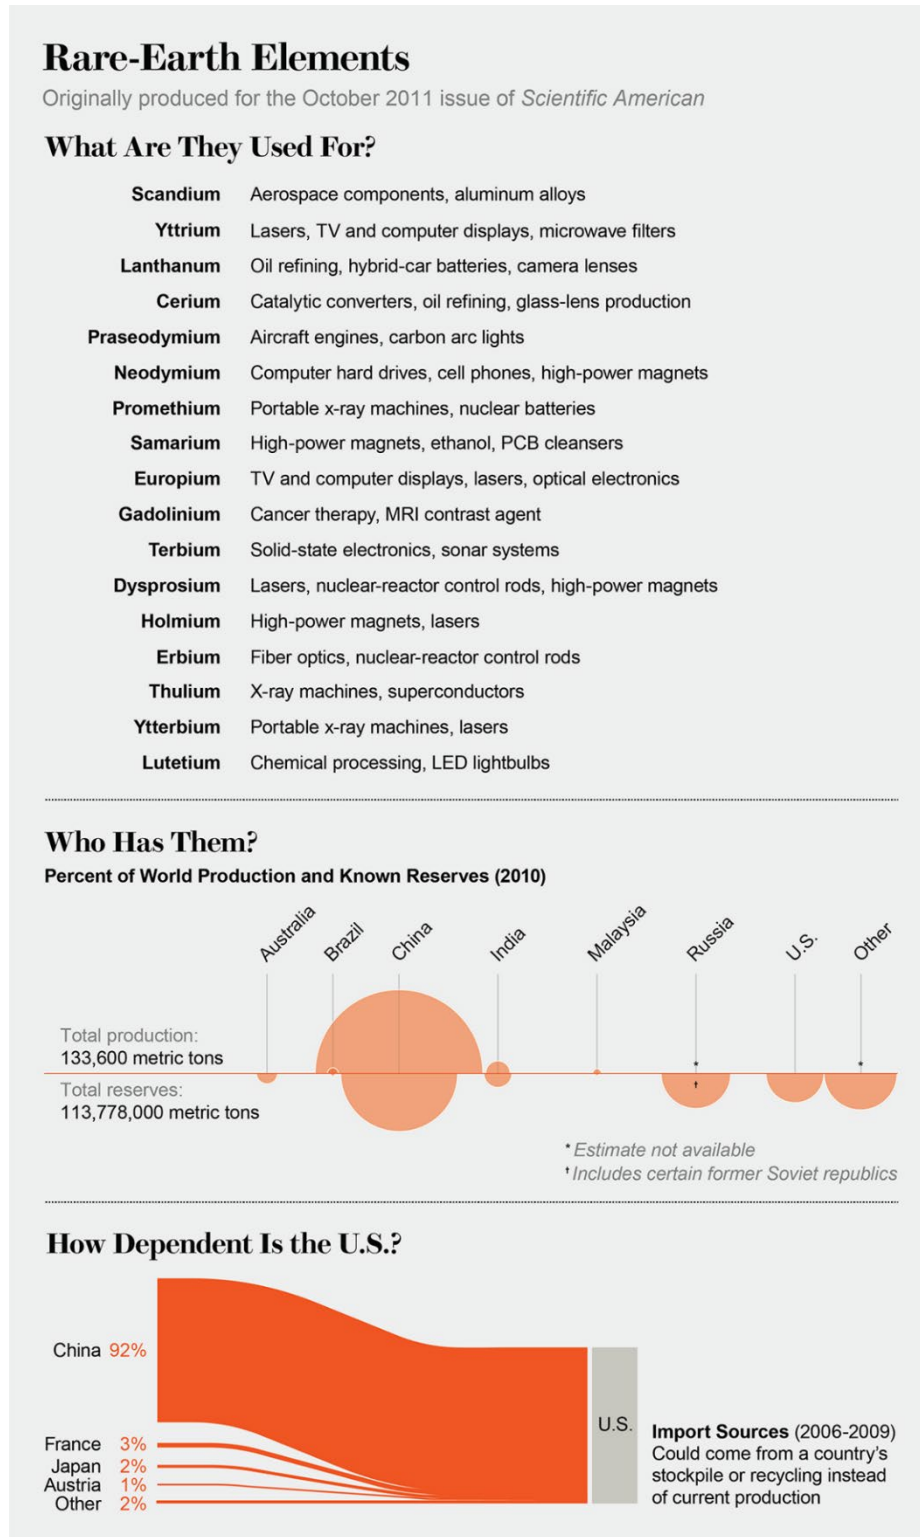 Rare-Earth Elements
Originally produced for the October 2011 issue of Scientific American
What Are They Used For?
Scandium Aerospace components, aluminum alloys
Yttrium Lasers, TV and computer displays, microwave filters
Lanthanum Oil refining, hybrid-car batteries, camera lenses
Cerium Catalytic converters, oil refining, glass-lens production
Praseodymium Aircraft engines, carbon arc lights
Neodymium Computer hard drives, cell phones, high-power magnets
Promethium Portable x-ray machines, nuclear batteries
Samarium High-power magnets, ethanol, PCB cleansers
Europium TV and computer displays, lasers, optical electronics
Gadolinium Cancer therapy, MRI contrast agent
Terbium Solid-state electronics, sonar systems
Dysprosium Lasers, nuclear-reactor control rods, high-power magnets
Holmium High-power magnets, lasers
Erbium Fiber optics, nuclear-reactor control rods
Thulium X-ray machines, superconductors
Ytterbium Portable x-ray machines, lasers
Lutetium Chemical processing, LED lightbulbs
Who Has Them?
Percent of World Production and Known Reserves (2010)
Australia
Brazil
China
India
Malaysia
Russia
U.S.
Other
Total production:
133,600 metric tons
* *
Total reserves:
†
113,778,000 metric tons
* Estimate not available
† Includes certain former Soviet republics
How Dependent Is the U.S.?
China 92%
France 3%
Japan 2%
Austria 1%
Other 2%
U.S.
Import Sources (2006-2009)
Could come from a country's
stockpile or recycling instead
of current production